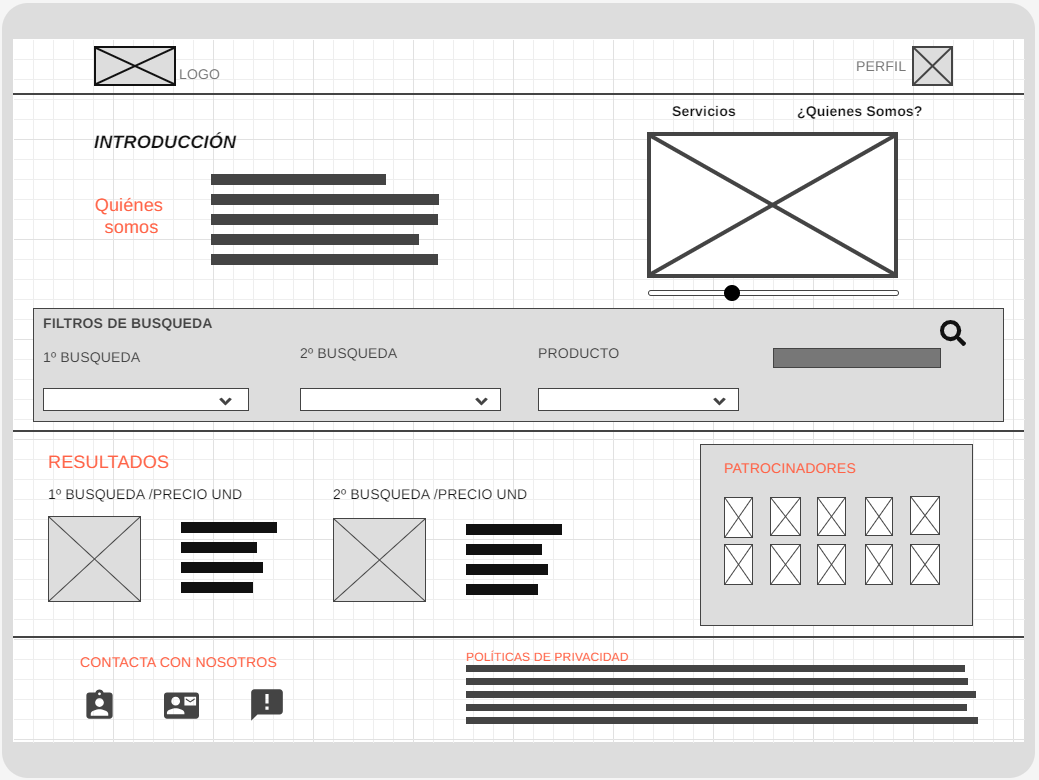 LOGO
PERFIL
Servicios
¿Quienes Somos?
INTRODUCCIÓN
Quiénes
somos
FILTROS DE BUSQUEDA
1º BUSQUEDA
2º BUSQUEDA
PRODUCTO
RESULTADOS
1º BUSQUEDA /PRECIO UND
2º BUSQUEDA /PRECIO UND
PATROCINADORES
CONTACTA CON NOSOTROS
POLÍTICAS DE PRIVACIDAD